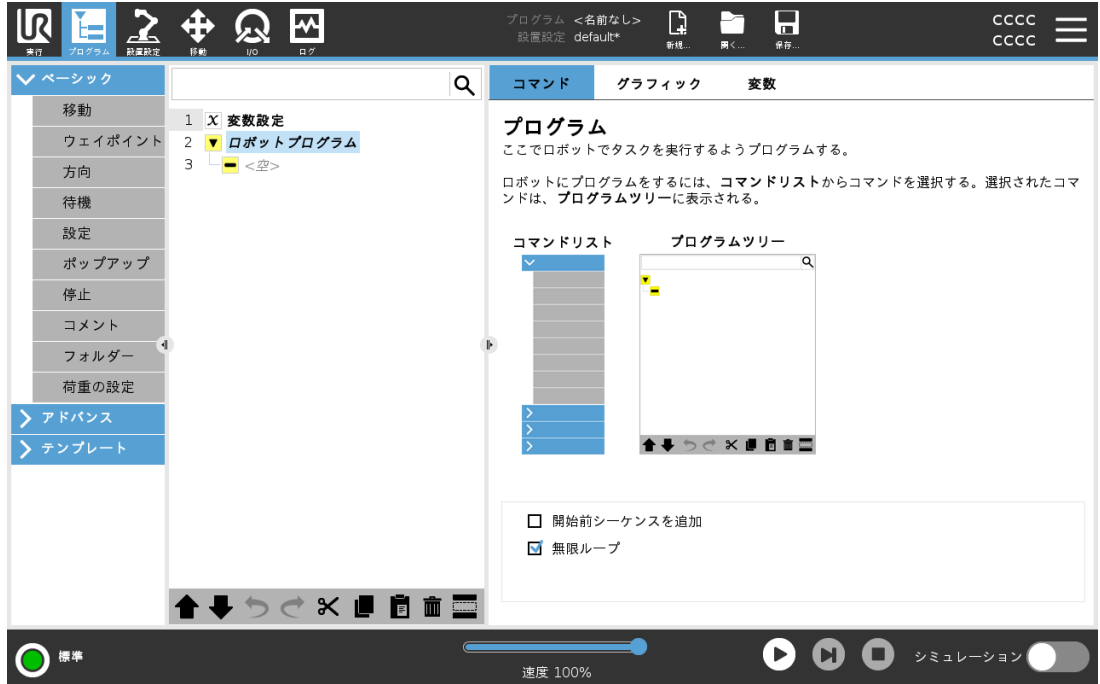 プログラム <名前なし>
設置設定 default*
cccc
cccc
実行
プログラム
設置設定
移動
I/O
ログ
新規...
開く...
保存...
ベーシック
移動
ウェイポイント
方向
待機
設定
ポップアップ
停止
コメント
フォルダー
荷重の設定
アドバンス
テンプレート
1 x 変数設定
2 ロボットプログラム
3 <空>
コマンド グラフィック 変数
プログラム
ここでロボットでタスクを実行するようプログラムする。
ロボットにプログラムをするには、コマンドリストからコマンドを選択する。選択されたコマ
ンドは、プログラムツリーに表示される。
コマンドリスト プログラムツリー
開始前シーケンスを追加
無限ループ
標準
速度 100%
シミュレーション